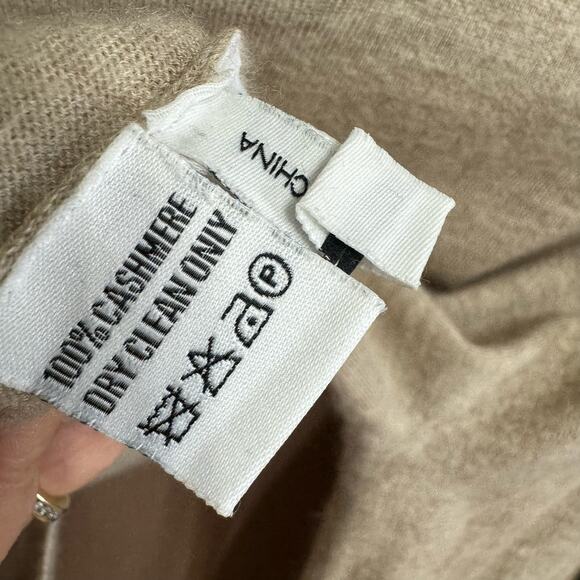 100% CASHMERE
DRY CLEAN ONLY
P
CHINA